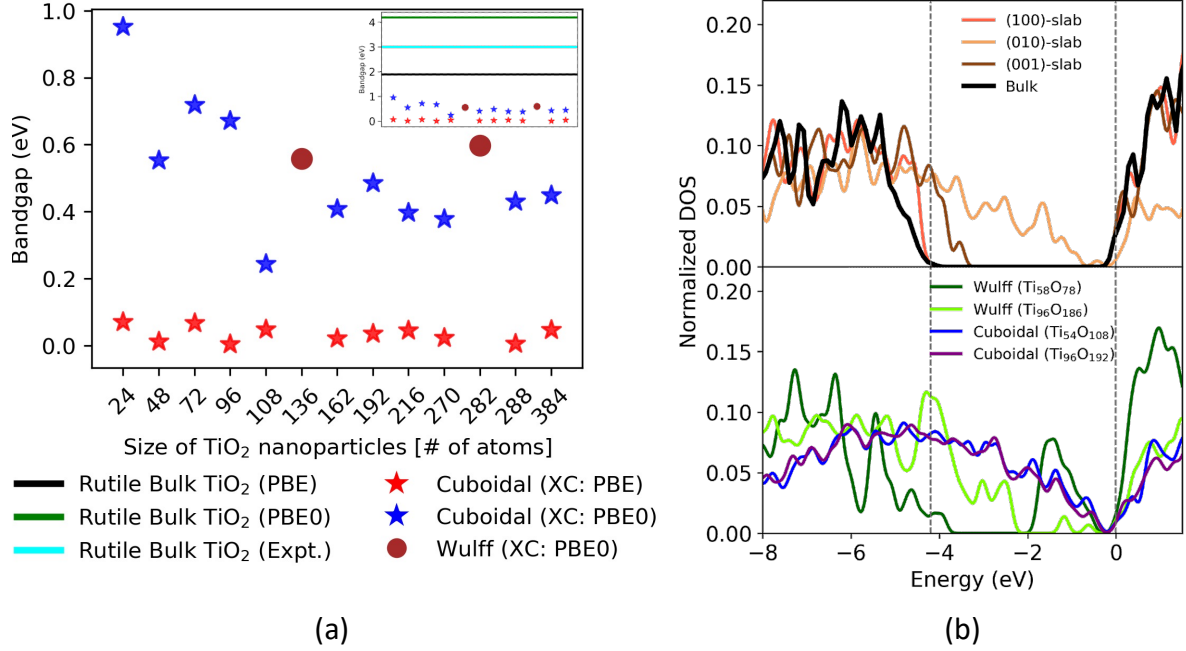 1.0
0.8
0.6
0.4
0.2
0.0
Bandgap (eV)
4
3
2
1
0
Bandgap (eV)
24
48
72
96
108
136
162
192
216
270
282
288
384
Size of TiO₂ nanoparticles [# of atoms]
Rutile Bulk TiO₂ (PBE)
Rutile Bulk TiO₂ (PBE0)
Rutile Bulk TiO₂ (Expt.)
Cuboidal (XC: PBE)
Cuboidal (XC: PBE0)
Wulff (XC: PBE0)
(a)
0.20
0.15
0.10
0.05
0.00
(100)-slab
(010)-slab
(001)-slab
Bulk
Normalized DOS
0.20
0.15
0.10
0.05
0.00
Wulff (Ti₅₈O₇₈)
Wulff (Ti₉₆O₁₈₆)
Cuboidal (Ti₅₄O₁₀₈)
Cuboidal (Ti₉₆O₁₉₂)
−8
−6
−4
−2
0
Energy (eV)
(b)